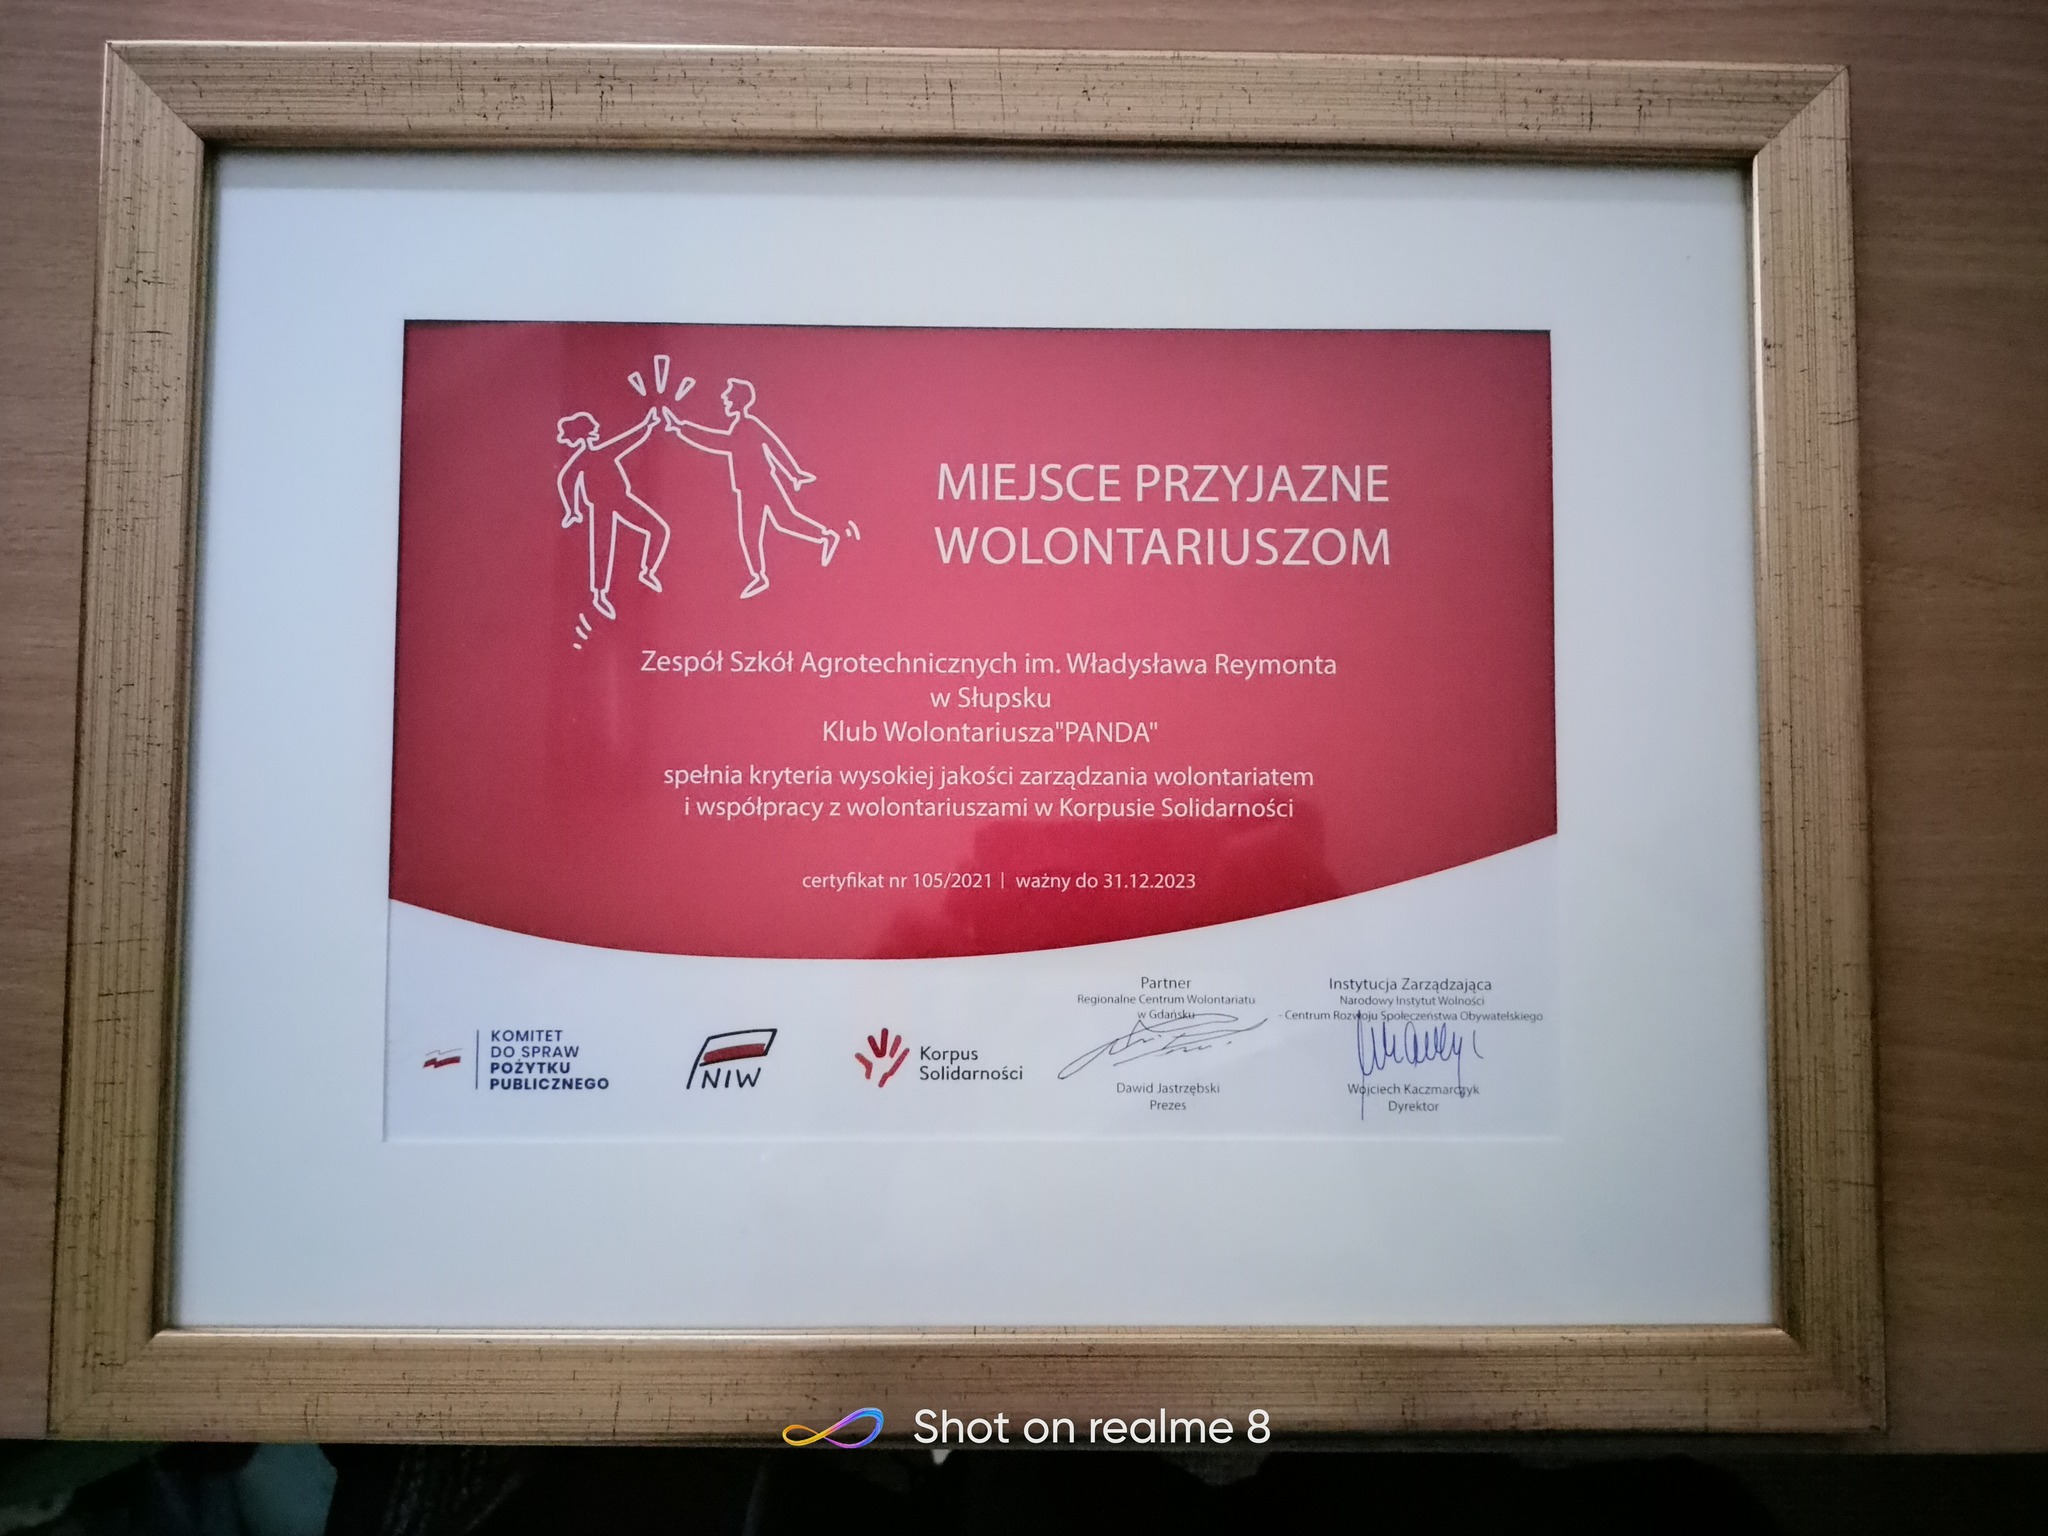 MIEJSCE PRZYJAZNE
WOLONTARIUSZOM
Zespół Szkół Agrotechnicznych im. Władysława Reymonta
w Słupsku
Klub Wolontariusza"PANDA"
spełnia kryteria wysokiej jakości zarządzania wolontariatem
i współpracy z wolontariuszami w Korpusie Solidarności
certyfikat nr 105/2021 | ważny do 31.12.2023
KOMITET
DO SPRAW
POŻYTKU
PUBLICZNEGO
NIW
Korpus
Solidarności
Partner
Regionalne Centrum Wolontariatu
w Gdańsku
Dawid Jastrzębski
Prezes
Instytucja Zarządzająca
Narodowy Instytut Wolności
- Centrum Rozwoju Społeczeństwa Obywatelskiego
Wojciech Kaczmarczyk
Dyrektor
Shot on realme 8